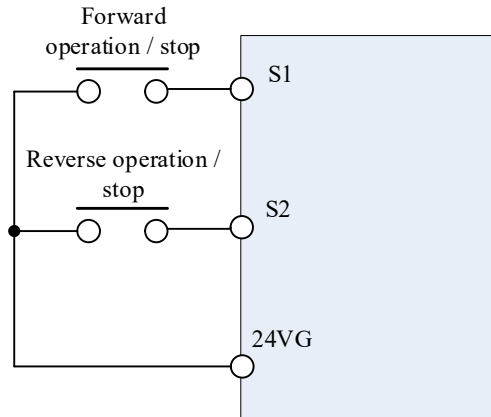 Forward
operation / stop
S1
Reverse operation /
stop
S2
24VG